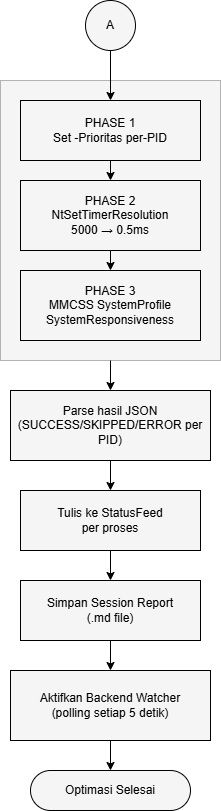 A
PHASE 1
Set -Prioritas per-PID
PHASE 2
NtSetTimerResolution
5000 → 0.5ms
PHASE 3
MMCSS SystemProfile
SystemResponsiveness
Parse hasil JSON
(SUCCESS/SKIPPED/ERROR per
PID)
Tulis ke StatusFeed
per proses
Simpan Session Report
(.md file)
Aktifkan Backend Watcher
(polling setiap 5 detik)
Optimasi Selesai